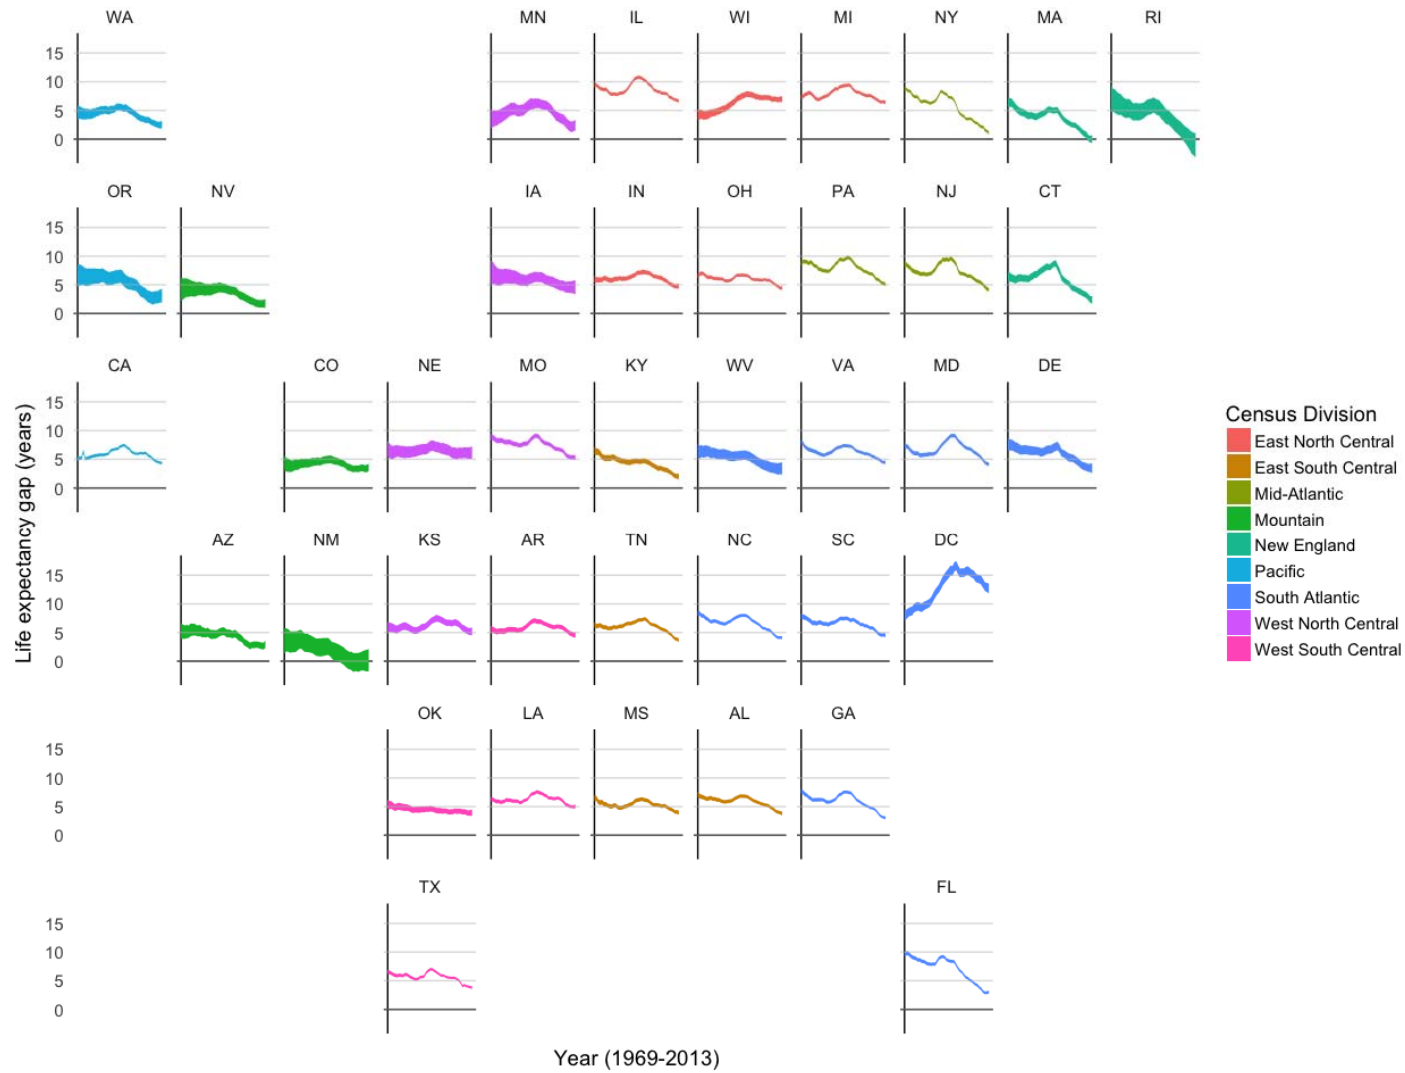 WA MN IL WI MI NY MA RI
15
10
5
0
OR NV IA IN OH PA NJ CT
15
10
5
0
CA CO NE MO KY WV VA MD DE
15
10
5
0
AZ NM KS AR TN NC SC DC
15
10
5
0
OK LA MS AL GA
15
10
5
0
TX FL
15
10
5
0
Life expectancy gap (years)
Year (1969-2013)
Census Division
East North Central
East South Central
Mid-Atlantic
Mountain
New England
Pacific
South Atlantic
West North Central
West South Central